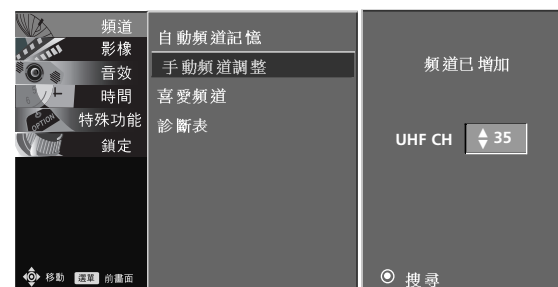 頻道
影像
音效
時間
OPTION 特殊功能
鎖定
移動 選單 前畫面
自動頻道記憶
手動頻道調整
喜愛頻道
診斷表
頻道已增加
UHF CH 35
搜尋